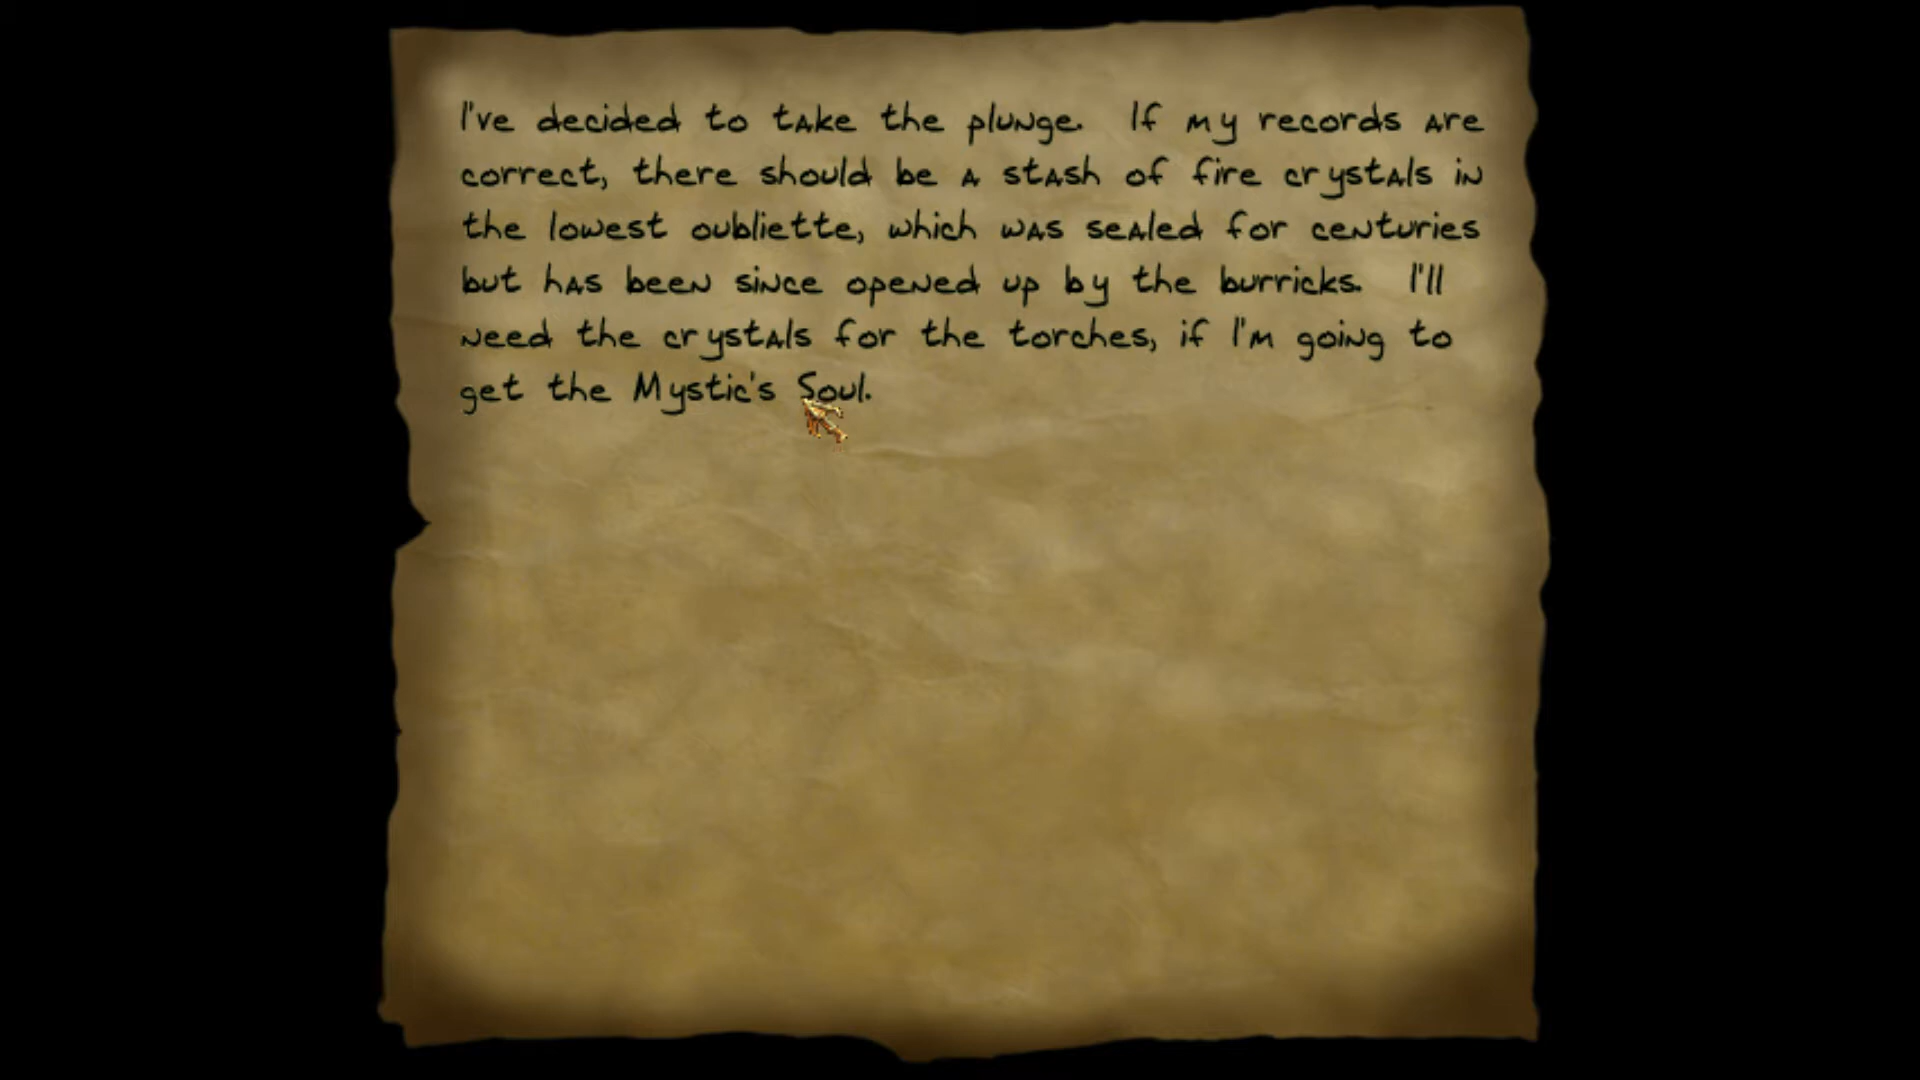 I've decided to take the plunge.  If my records are
correct, there should be a stash of fire crystals in
the lowest oubliette, which was sealed for centuries
but has been since opened up by the burricks.  I'll
need the crystals for the torches, if I'm going to
get the Mystic's Soul.